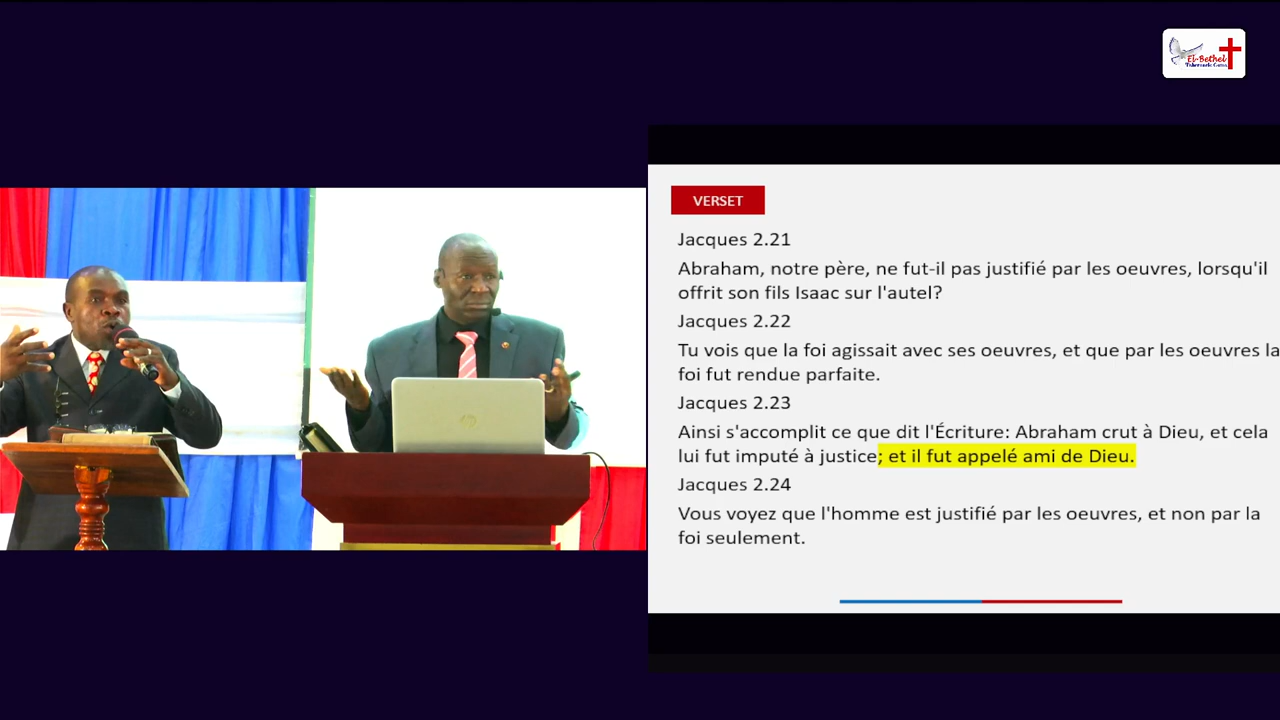 El-Bethel
VERSET
Jacques 2.21
Abraham, notre père, ne fut-il pas justifié par les oeuvres, lorsqu'il
offrit son fils Isaac sur l'autel?
Jacques 2.22
Tu vois que la foi agissait avec ses oeuvres, et que par les oeuvres la
foi fut rendue parfaite.
Jacques 2.23
Ainsi s'accomplit ce que dit l'Écriture: Abraham crut à Dieu, et cela
lui fut imputé à justice; et il fut appelé ami de Dieu.
Jacques 2.24
Vous voyez que l'homme est justifié par les oeuvres, et non par la
foi seulement.